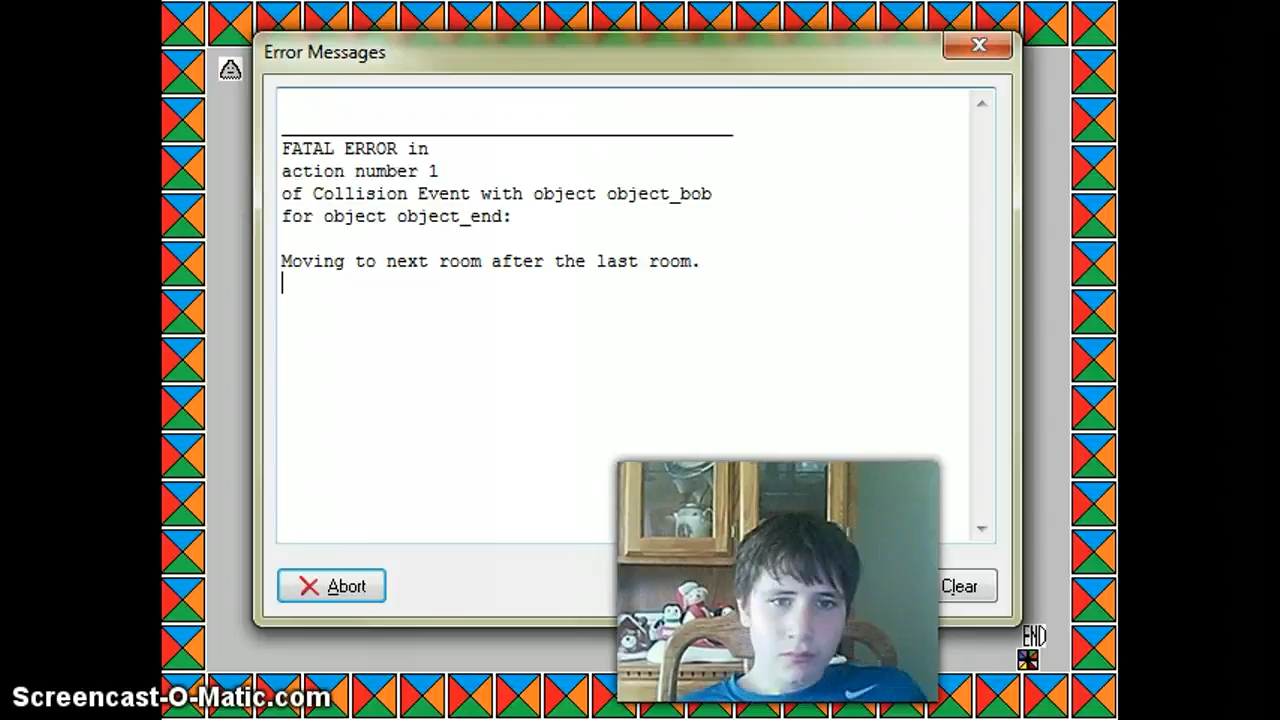 Error Messages
FATAL ERROR in
action number 1
of Collision Event with object object_bob
for object object_end:
Moving to next room after the last room.
Abort
Clear
END
Screencast-O-Matic.com